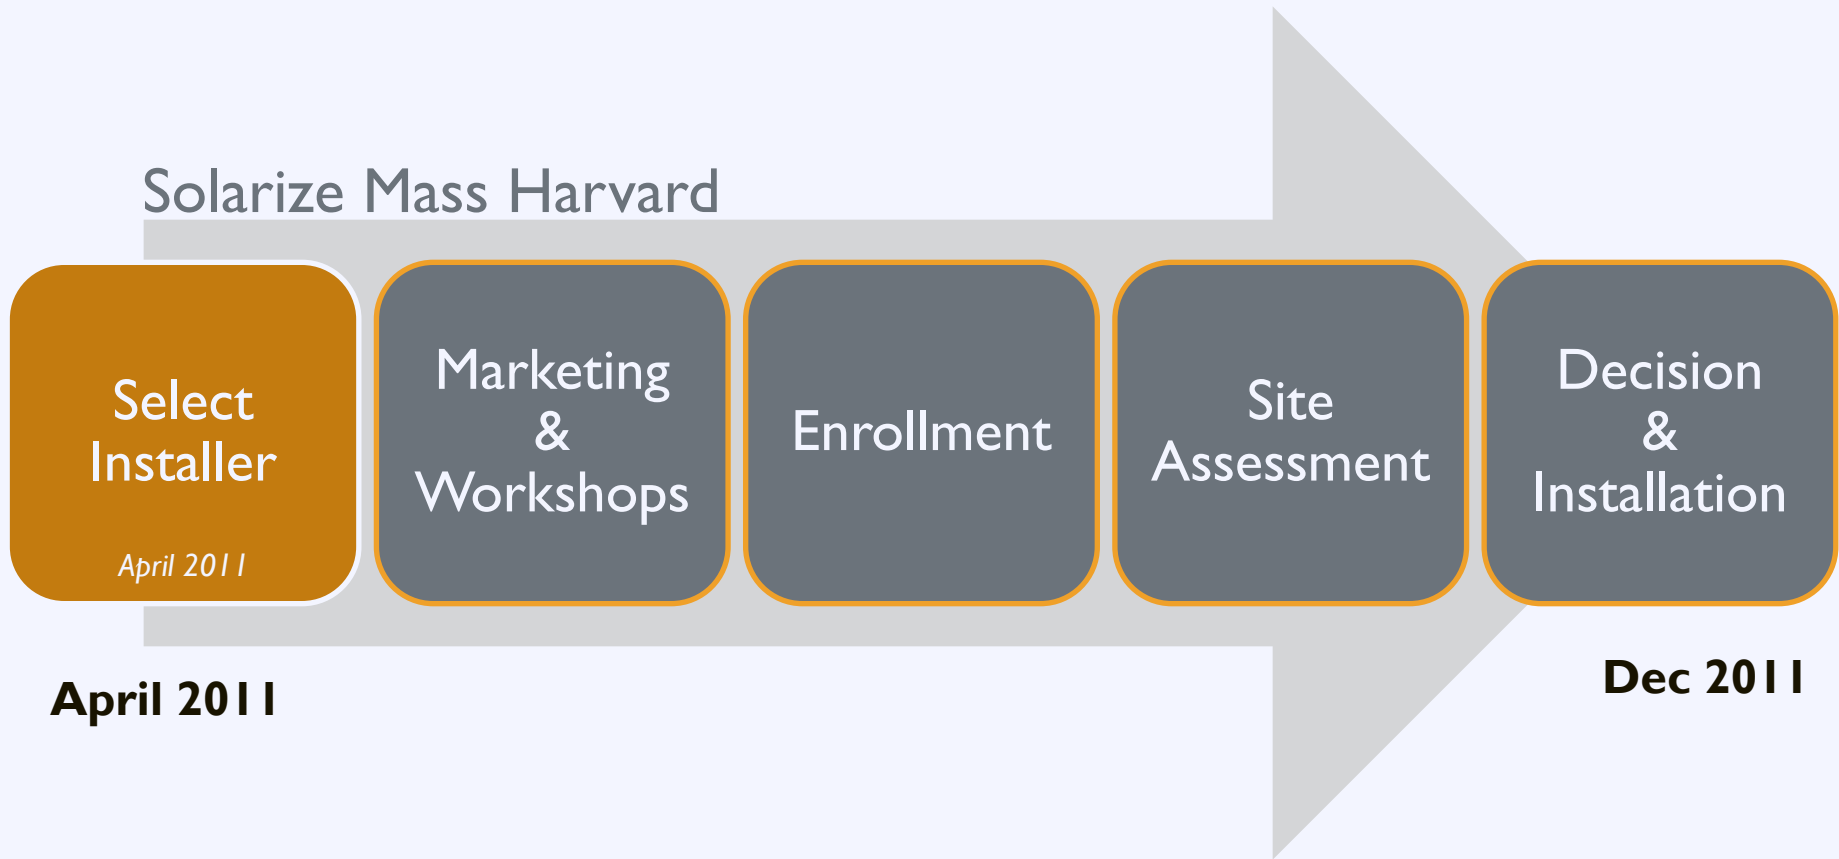 Solarize Mass Harvard
Select
Installer
April 2011
Marketing
&
Workshops
Enrollment
Site
Assessment
Decision
&
Installation
April 2011
Dec 2011